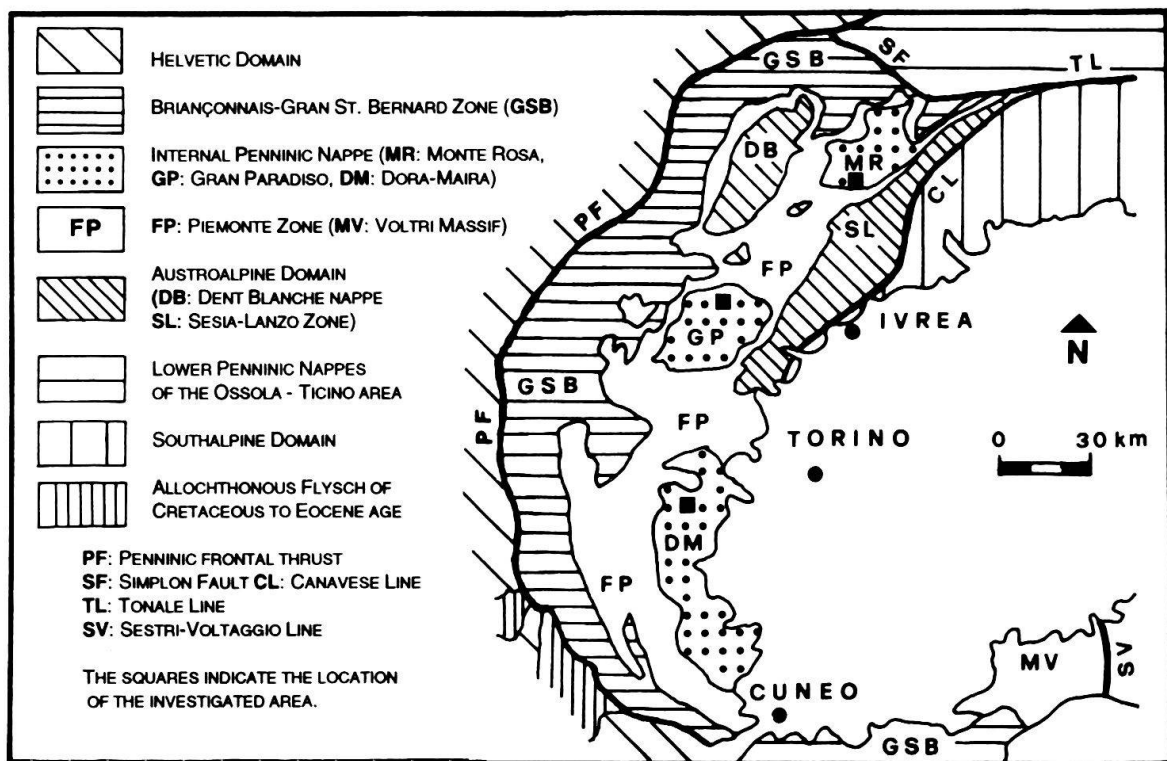 HELVETIC DOMAIN
BRIANÇONNAIS-GRAN ST. BERNARD ZONE (GSB)
INTERNAL PENNINIC NAPPE (MR: MONTE ROSA,
GP: GRAN PARADISO, DM: DORA-MAIRA)
FP
FP: PIEMONTE ZONE (MV: VOLTRI MASSIF)
AUSTROALPINE DOMAIN
(DB: DENT BLANCHE NAPPE
SL: SESIA-LANZO ZONE)
LOWER PENNINIC NAPPES
OF THE OSSOLA - TICINO AREA
SOUTHALPINE DOMAIN
ALLOCHTHONOUS FLYSCH OF
CRETACEOUS TO EOCENE AGE
PF: PENNINIC FRONTAL THRUST
SF: SIMPLON FAULT CL: CANAVESE LINE
TL: TONALE LINE
SV: SESTRI-VOLTAGGIO LINE
THE SQUARES INDICATE THE LOCATION
OF THE INVESTIGATED AREA.
GSB
SF
TL
DB
MR
CL
PF
SL
FP
IVREA
GP
N
GSB
PF
FP
TORINO
0 30 km
DM
FP
MV
SV
CUNEO
GSB